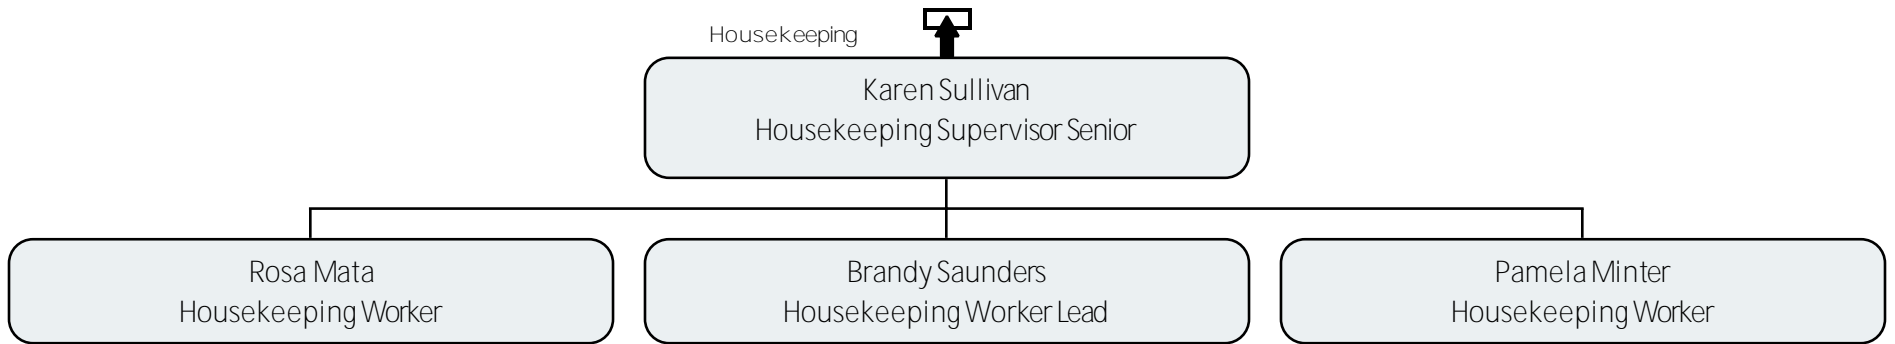 Housekeeping
Karen Sullivan
Housekeeping Supervisor Senior
Rosa Mata
Housekeeping Worker
Brandy Saunders
Housekeeping Worker Lead
Pamela Minter
Housekeeping Worker